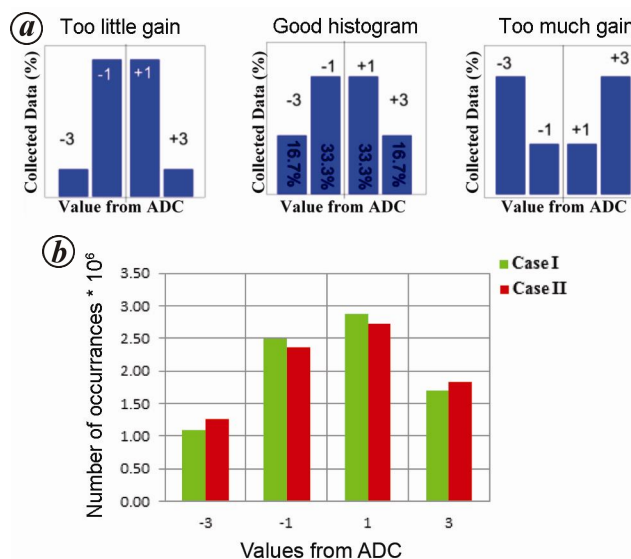 a
Too little gain
Good histogram
Too much gain
Collected Data (%)
-3
-1
+1
+3
Value from ADC
Collected Data (%)
-3
-1
+1
+3
16.7%
33.3%
33.3%
16.7%
Value from ADC
Collected Data (%)
-3
-1
+1
+3
Value from ADC
b
Number of occurrances * 10⁶
3.50
3.00
2.50
2.00
1.50
1.00
0.50
0.00
-3
-1
1
3
Values from ADC
Case I
Case II